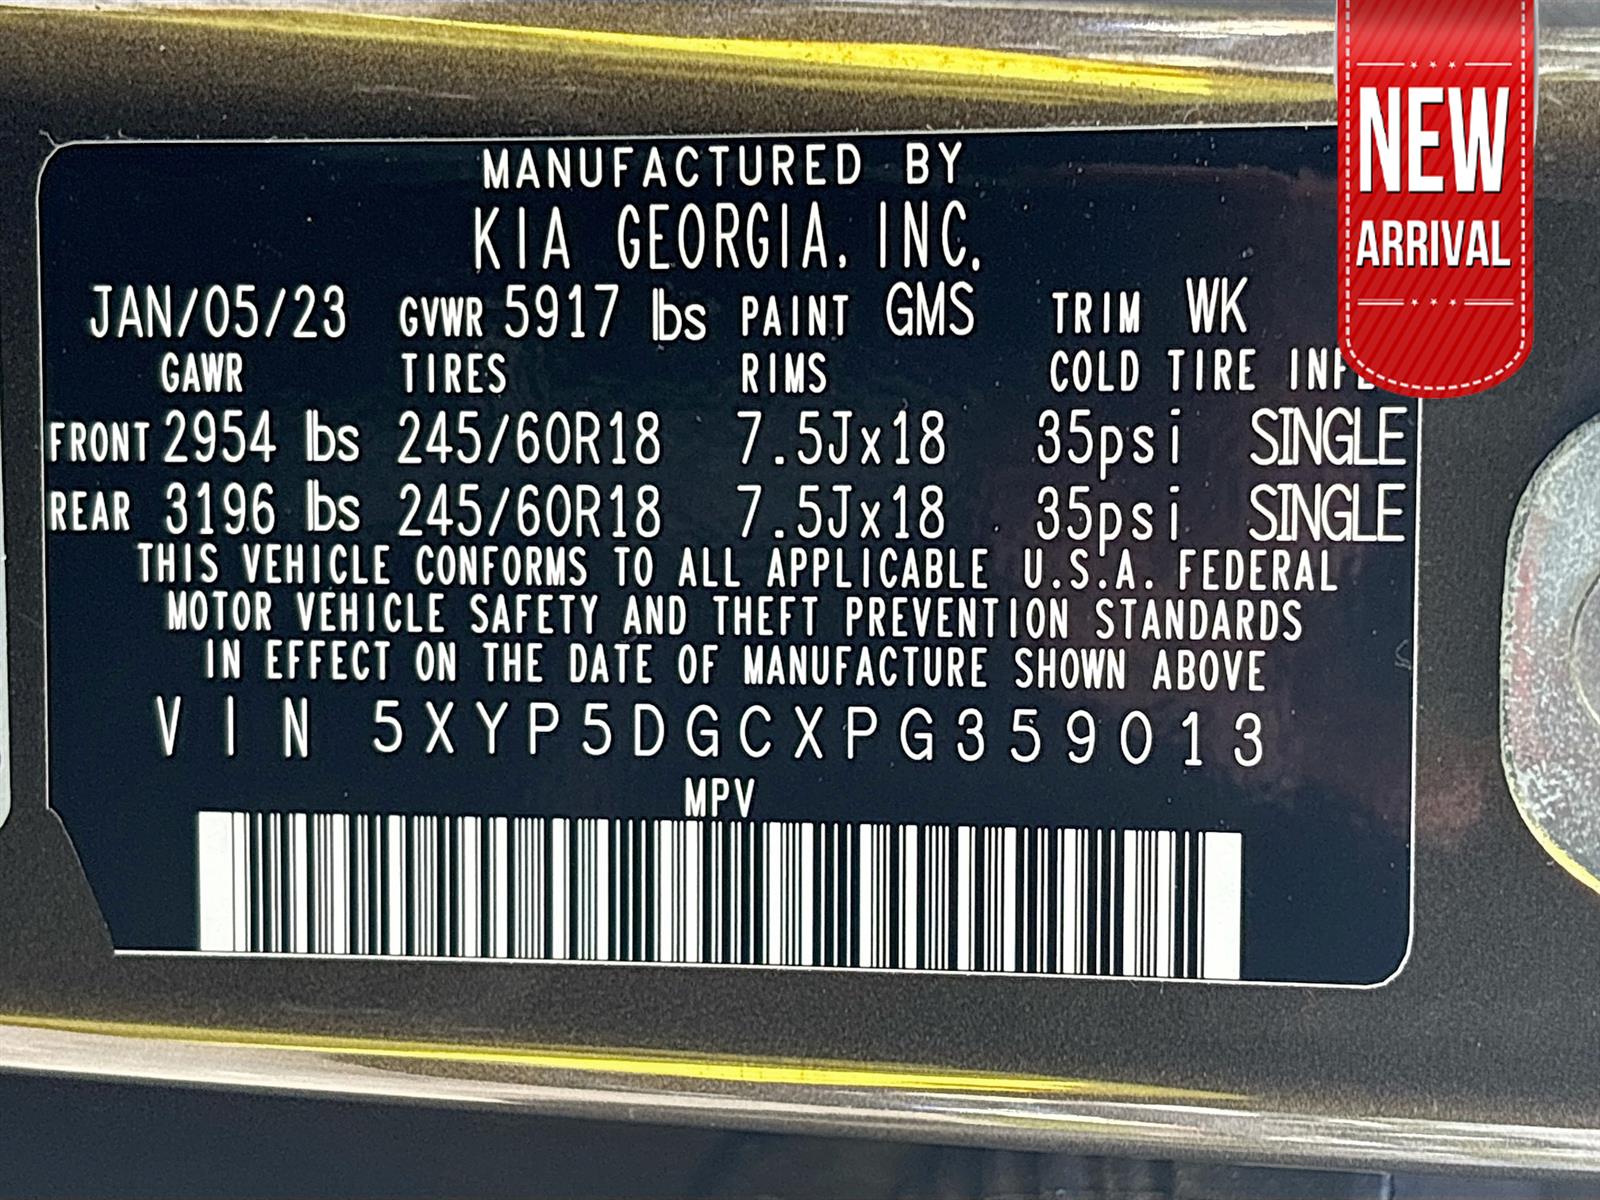 NEW
ARRIVAL
MANUFACTURED BY
KIA GEORGIA, INC.
JAN/05/23 GVWR 5917 lbs PAINT GMS TRIM WK
GAWR TIRES RIMS COLD TIRE
FRONT 2954 lbs 245/60R18 7.5Jx18 35psi SINGLE
REAR 3196 lbs 245/60R18 7.5Jx18 35psi SINGLE
THIS VEHICLE CONFORMS TO ALL APPLICABLE U.S.A. FEDERAL
MOTOR VEHICLE SAFETY AND THEFT PREVENTION STANDARDS
IN EFFECT ON THE DATE OF MANUFACTURE SHOWN ABOVE
VIN 5XYP5DGCXPG359013
MPV